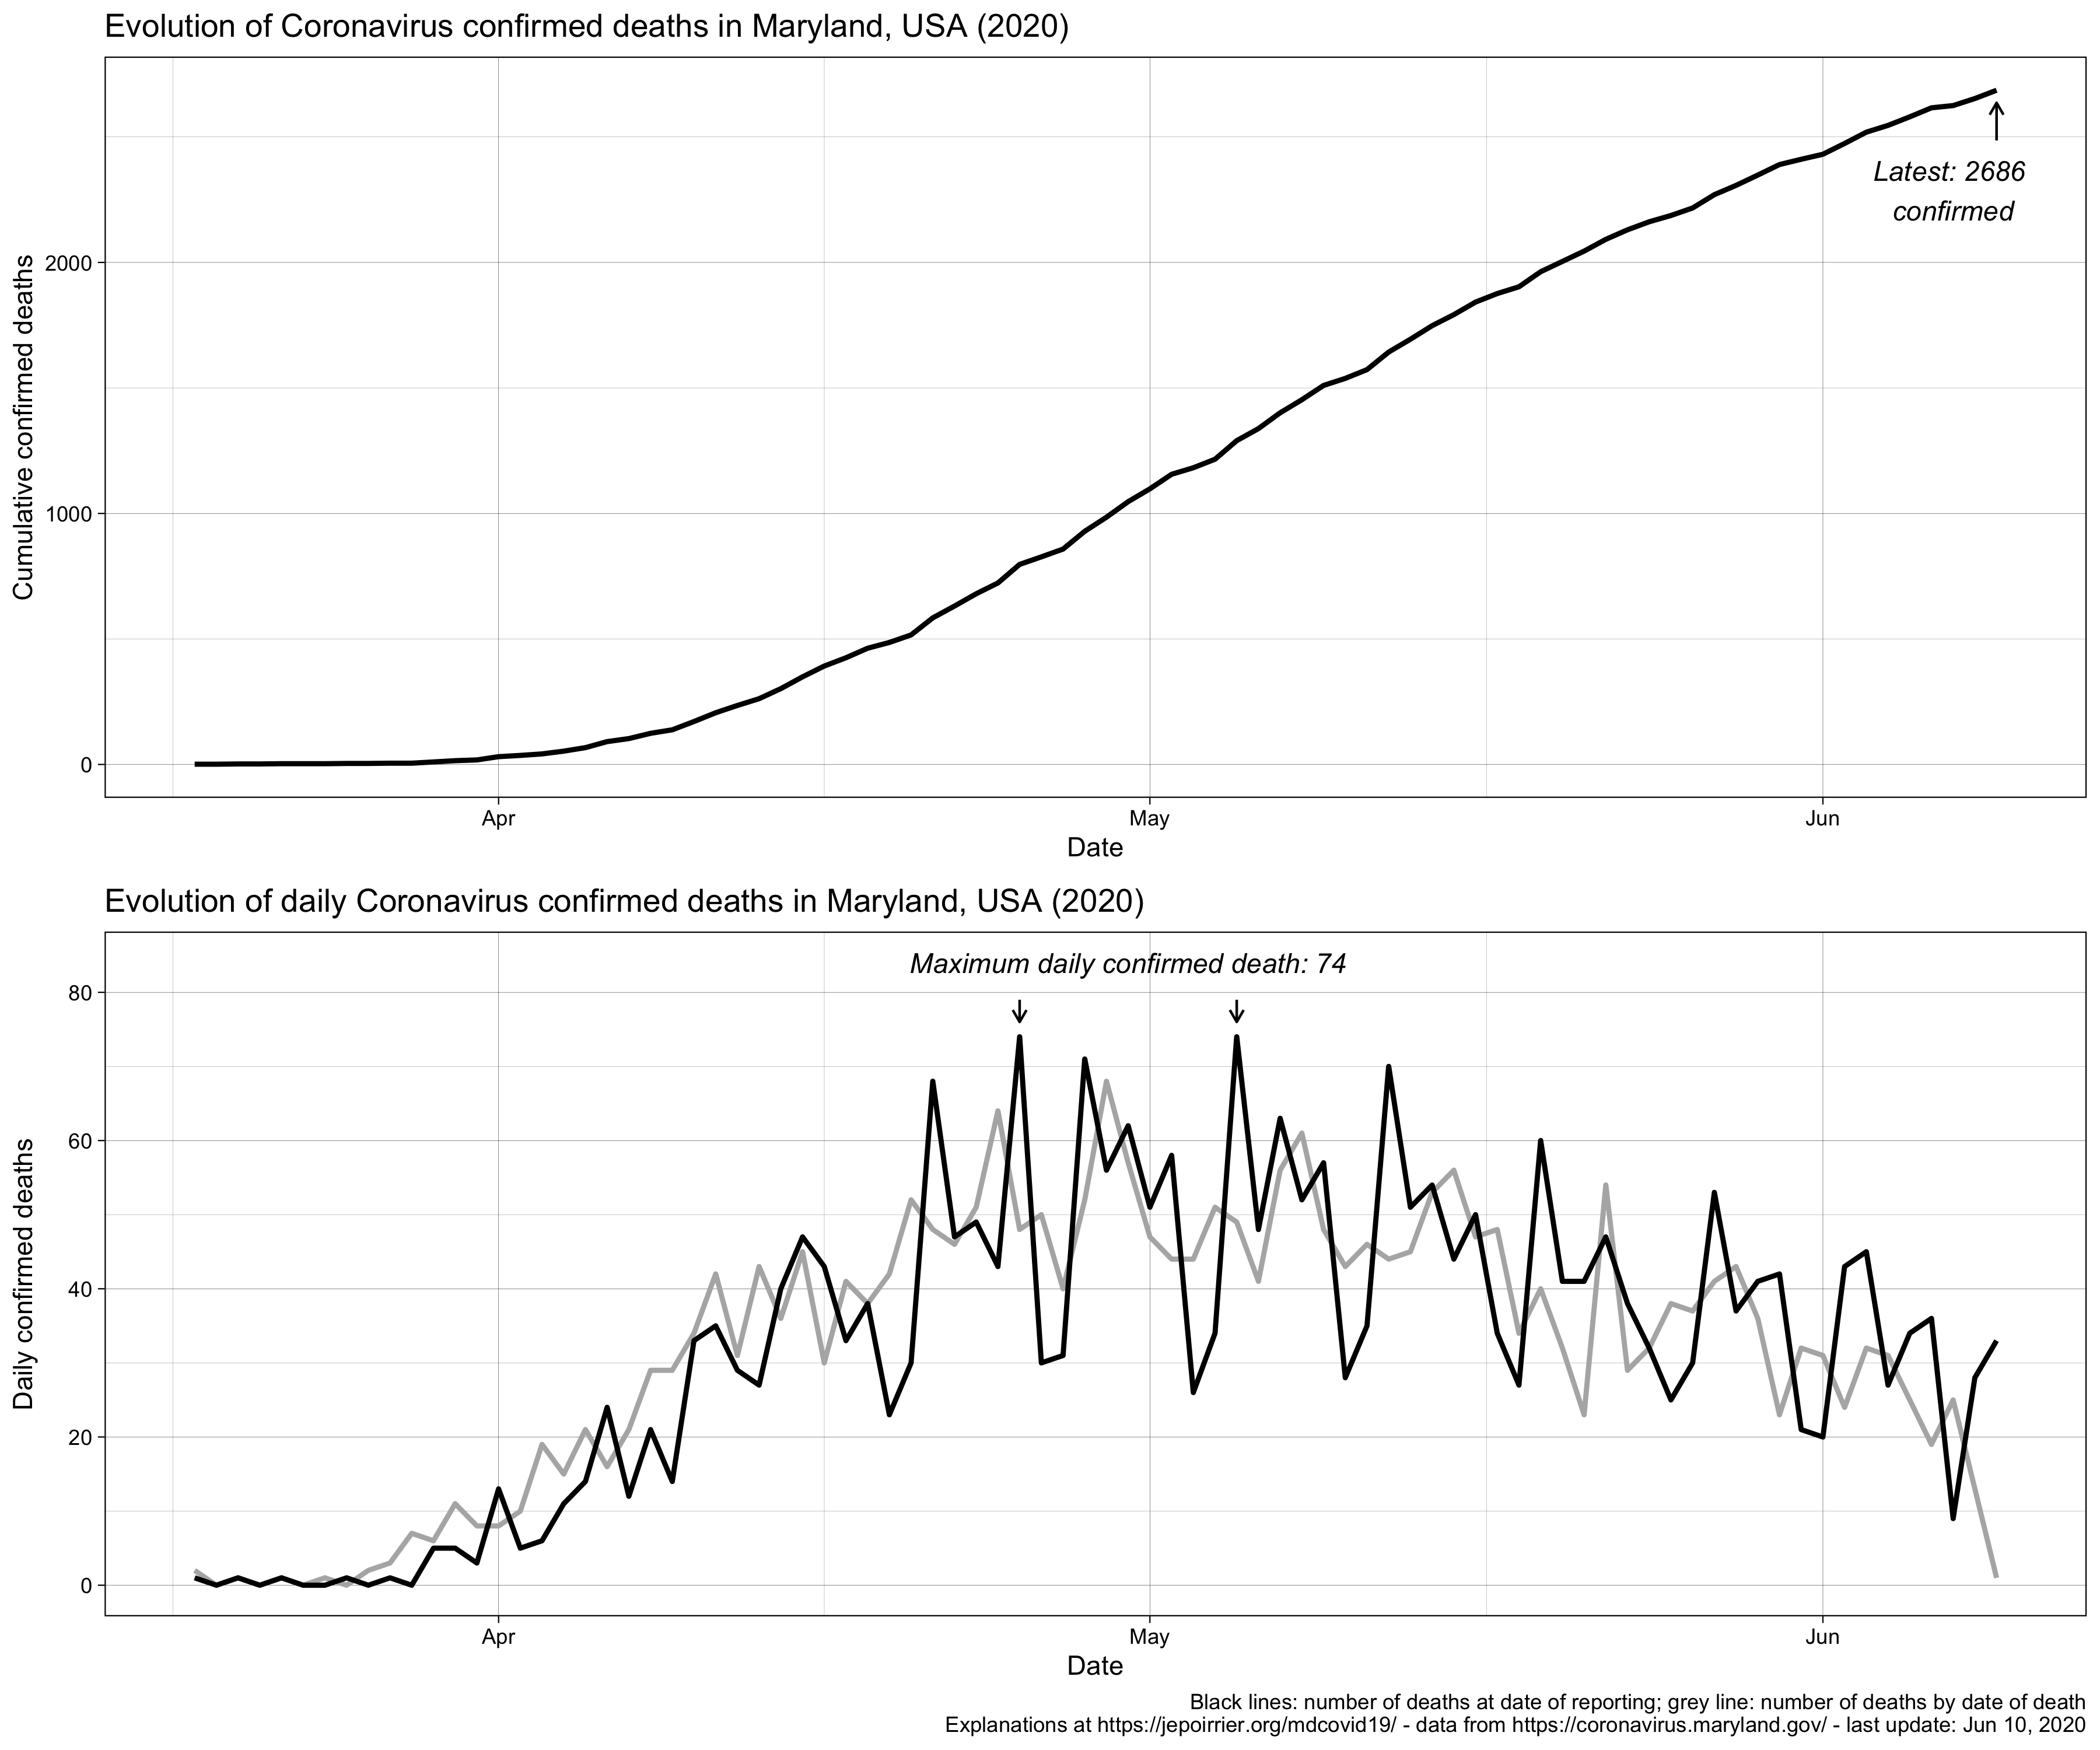 Evolution of Coronavirus confirmed deaths in Maryland, USA (2020)
Cumulative confirmed deaths
2000
1000
0
Latest: 2686
confirmed
Apr
May
Jun
Date
Evolution of daily Coronavirus confirmed deaths in Maryland, USA (2020)
Daily confirmed deaths
Maximum daily confirmed death: 74
80
60
40
20
0
Apr
May
Jun
Date
Black lines: number of deaths at date of reporting; grey line: number of deaths by date of death
Explanations at https://jepoirrier.org/mdcovid19/ - data from https://coronavirus.maryland.gov/ - last update: Jun 10, 2020